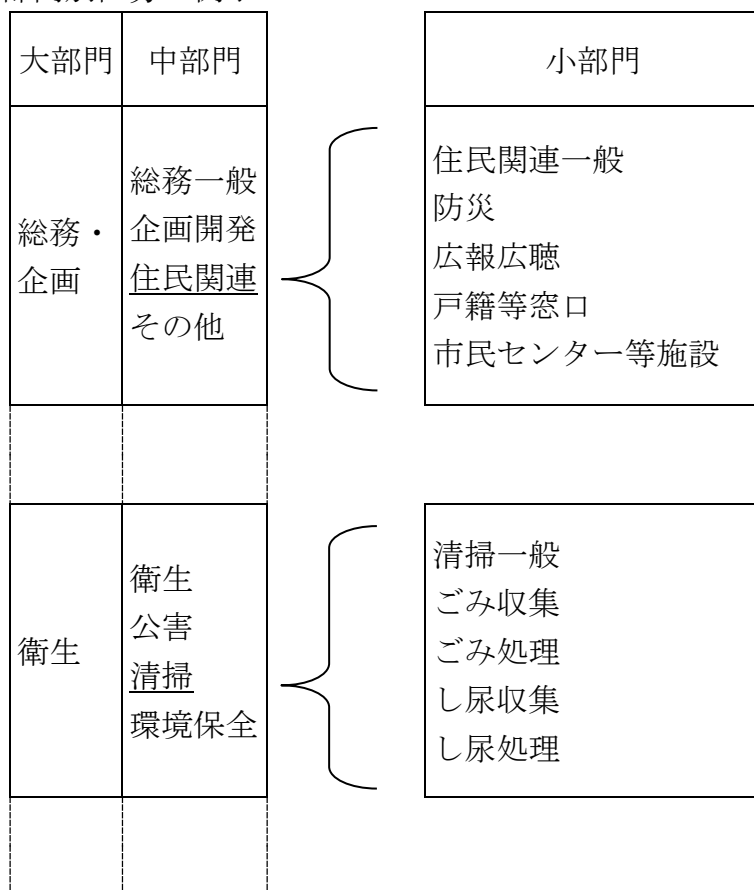 大部門
中部門
小部門
総務・
企画
総務一般
企画開発
住民関連
その他
住民関連一般
防災
広報広聴
戸籍等窓口
市民センター等施設
衛生
衛生
公害
清掃
環境保全
清掃一般
ごみ収集
ごみ処理
し尿収集
し尿処理